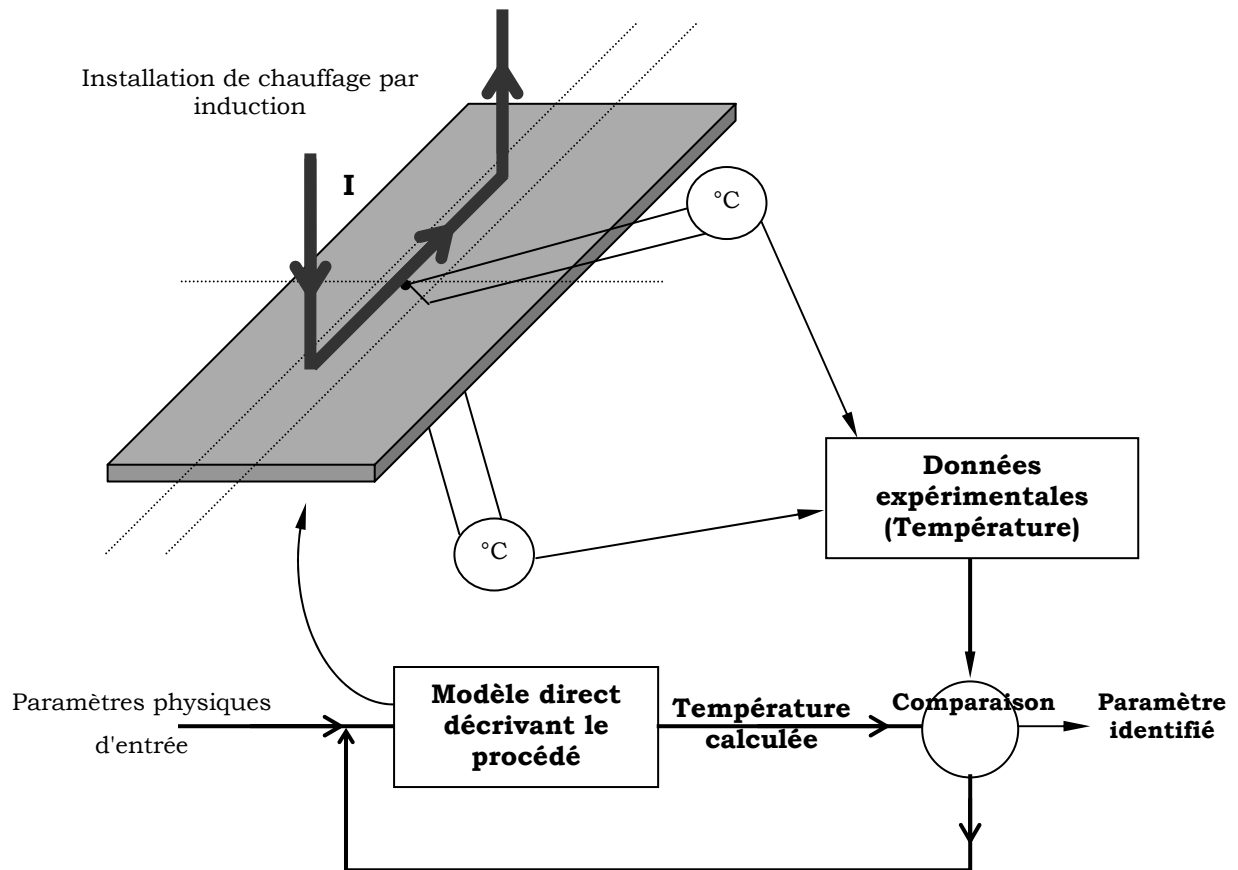 Installation de chauffage par
induction
I
°C
°C
Données
expérimentales
(Température)
Paramètres physiques
d'entrée
Modèle direct
décrivant le
procédé
Température
calculée
Comparaison
Paramètre
identifié